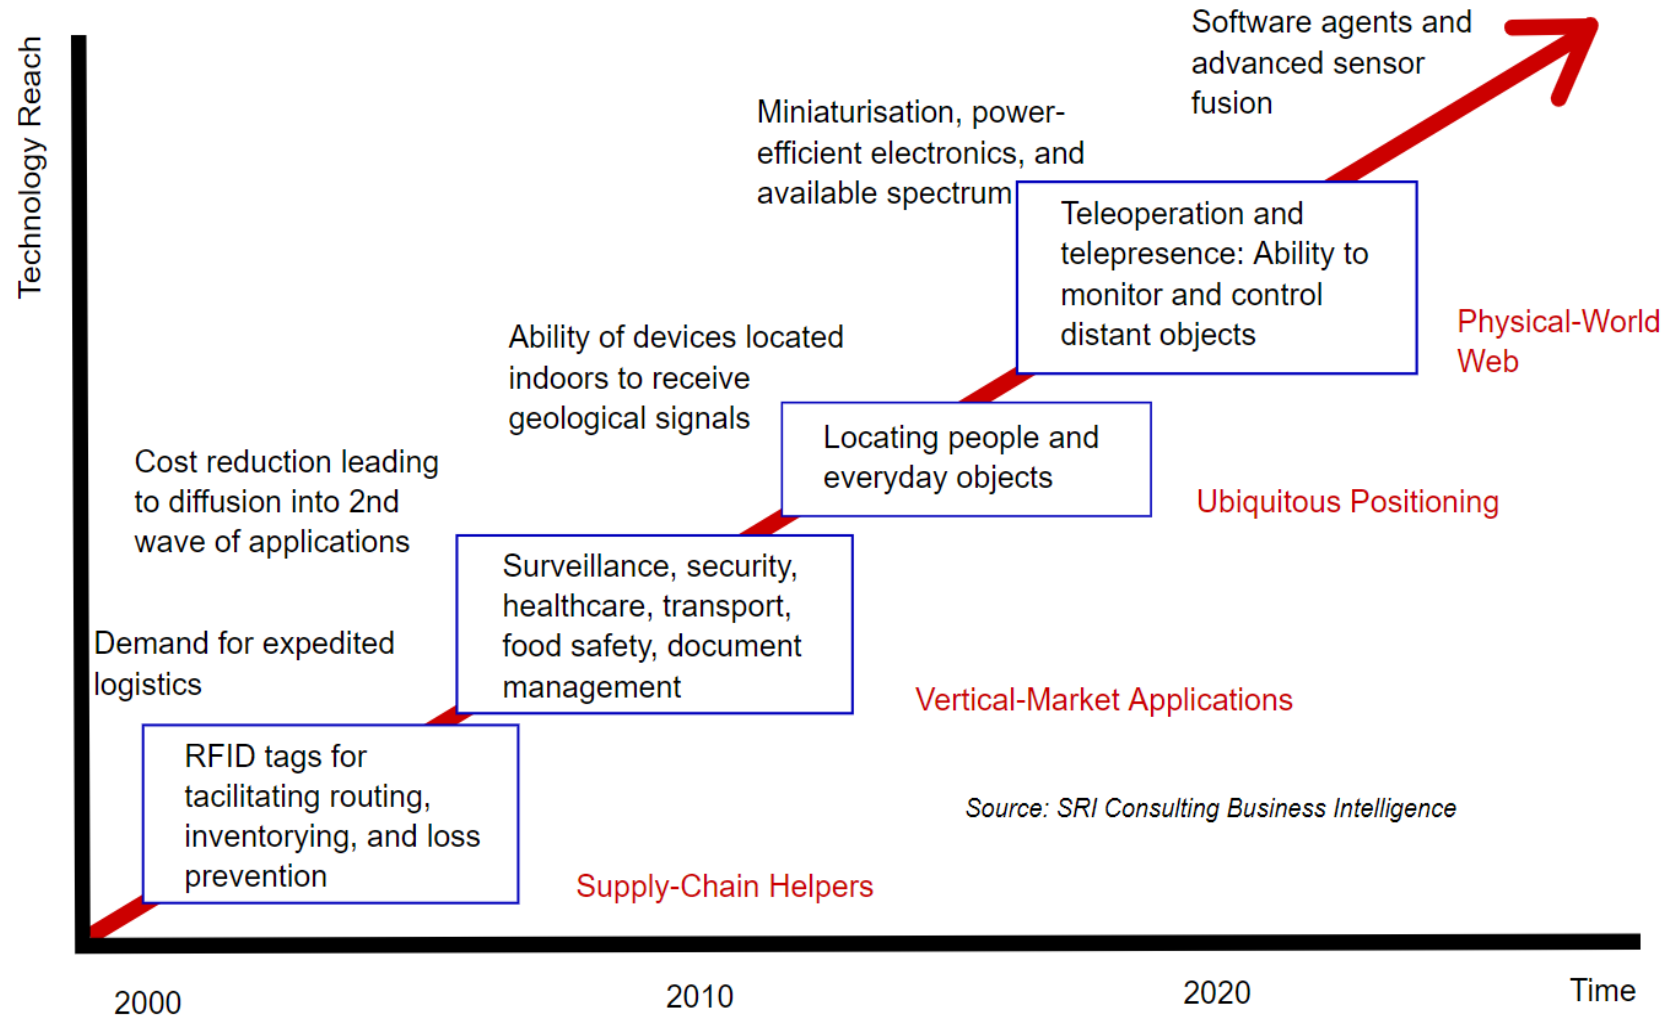 Technology Reach
Software agents and
advanced sensor
fusion
Miniaturisation, power-
efficient electronics, and
available spectrum
Teleoperation and
telepresence: Ability to
monitor and control
distant objects
Physical-World
Web
Ability of devices located
indoors to receive
geological signals
Locating people and
everyday objects
Ubiquitous Positioning
Cost reduction leading
to diffusion into 2nd
wave of applications
Surveillance, security,
healthcare, transport,
food safety, document
management
Vertical-Market Applications
Demand for expedited
logistics
RFID tags for
tacilitating routing,
inventorying, and loss
prevention
Supply-Chain Helpers
Source: SRI Consulting Business Intelligence
2000
2010
2020
Time